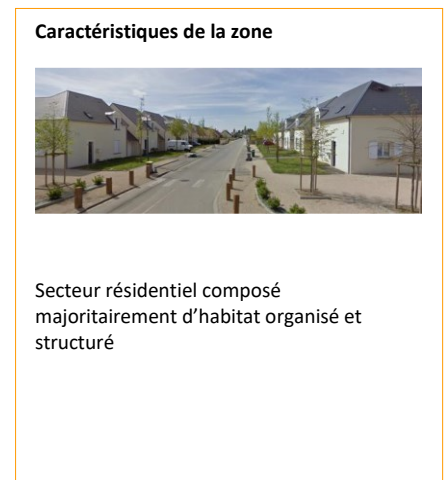 Caractéristiques de la zone
Secteur résidentiel composé
majoritairement d’habitat organisé et
structuré